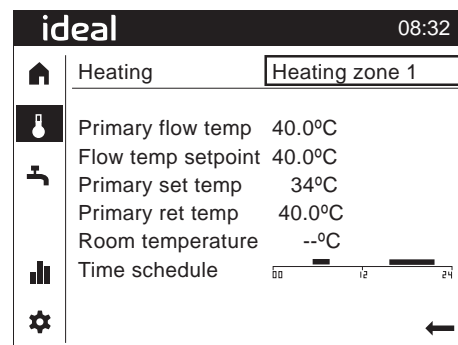 ideal 08:32
Heating Heating zone 1
Primary flow temp 40.0ºC
Flow temp setpoint 40.0ºC
Primary set temp 34ºC
Primary ret temp 40.0ºC
Room temperature --ºC
Time schedule
00 12 24